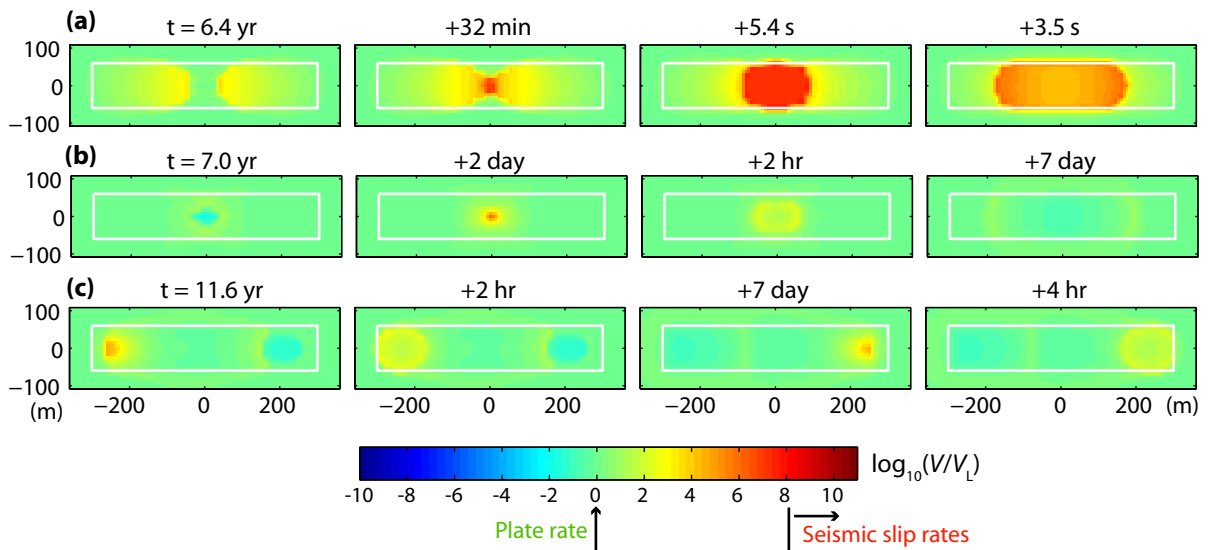 (a)
t = 6.4 yr +32 min +5.4 s +3.5 s
100
0
−100
(b)
t = 7.0 yr +2 day +2 hr +7 day
100
0
−100
(c)
t = 11.6 yr +2 hr +7 day +4 hr
100
0
−100
(m) −200 0 200 −200 0 200 −200 0 200 −200 0 200 (m)
log10(V/VL)
-10 -8 -6 -4 -2 0 2 4 6 8 10
Plate rate Seismic slip rates